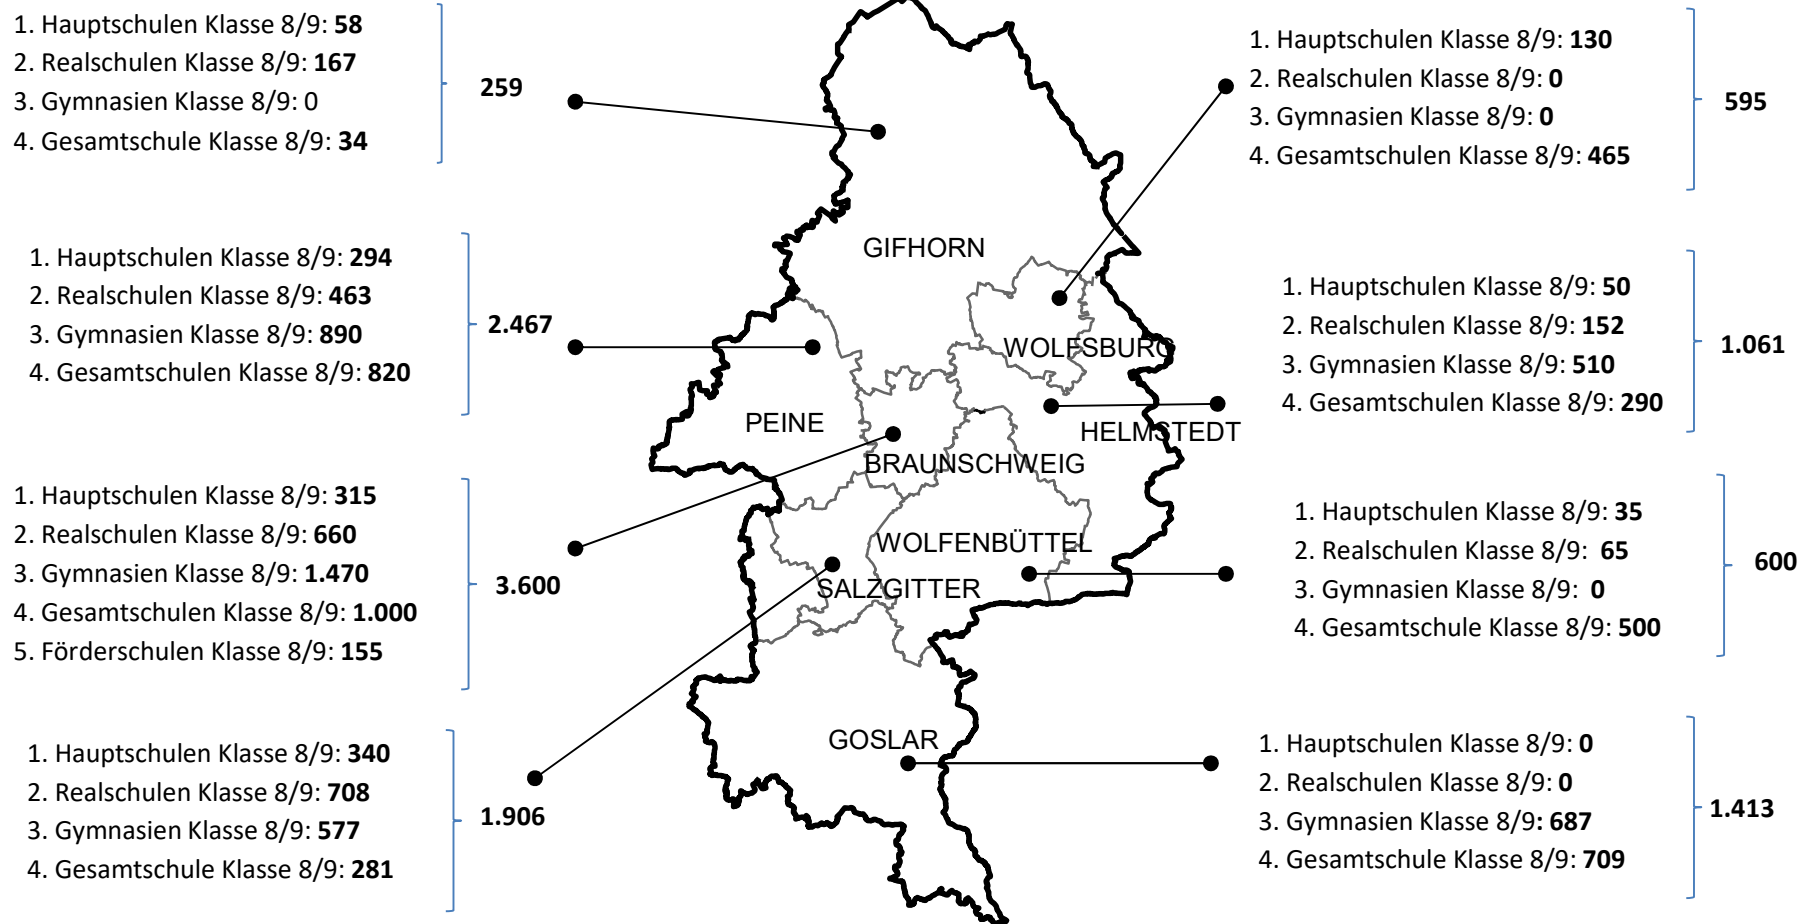 1. Hauptschulen Klasse 8/9: 58
2. Realschulen Klasse 8/9: 167
3. Gymnasien Klasse 8/9: 0
4. Gesamtschule Klasse 8/9: 34
259
1. Hauptschulen Klasse 8/9: 294
2. Realschulen Klasse 8/9: 463
3. Gymnasien Klasse 8/9: 890
4. Gesamtschulen Klasse 8/9: 820
2.467
1. Hauptschulen Klasse 8/9: 315
2. Realschulen Klasse 8/9: 660
3. Gymnasien Klasse 8/9: 1.470
4. Gesamtschulen Klasse 8/9: 1.000
5. Förderschulen Klasse 8/9: 155
3.600
1. Hauptschulen Klasse 8/9: 340
2. Realschulen Klasse 8/9: 708
3. Gymnasien Klasse 8/9: 577
4. Gesamtschule Klasse 8/9: 281
1.906
GIFHORN
WOLFSBURG
PEINE
HELMSTEDT
BRAUNSCHWEIG
WOLFENBÜTTEL
SALZGITTER
GOSLAR
1. Hauptschulen Klasse 8/9: 130
2. Realschulen Klasse 8/9: 0
3. Gymnasien Klasse 8/9: 0
4. Gesamtschulen Klasse 8/9: 465
595
1. Hauptschulen Klasse 8/9: 50
2. Realschulen Klasse 8/9: 152
3. Gymnasien Klasse 8/9: 510
4. Gesamtschulen Klasse 8/9: 290
1.061
1. Hauptschulen Klasse 8/9: 35
2. Realschulen Klasse 8/9: 65
3. Gymnasien Klasse 8/9: 0
4. Gesamtschule Klasse 8/9: 500
600
1. Hauptschulen Klasse 8/9: 0
2. Realschulen Klasse 8/9: 0
3. Gymnasien Klasse 8/9: 687
4. Gesamtschule Klasse 8/9: 709
1.413